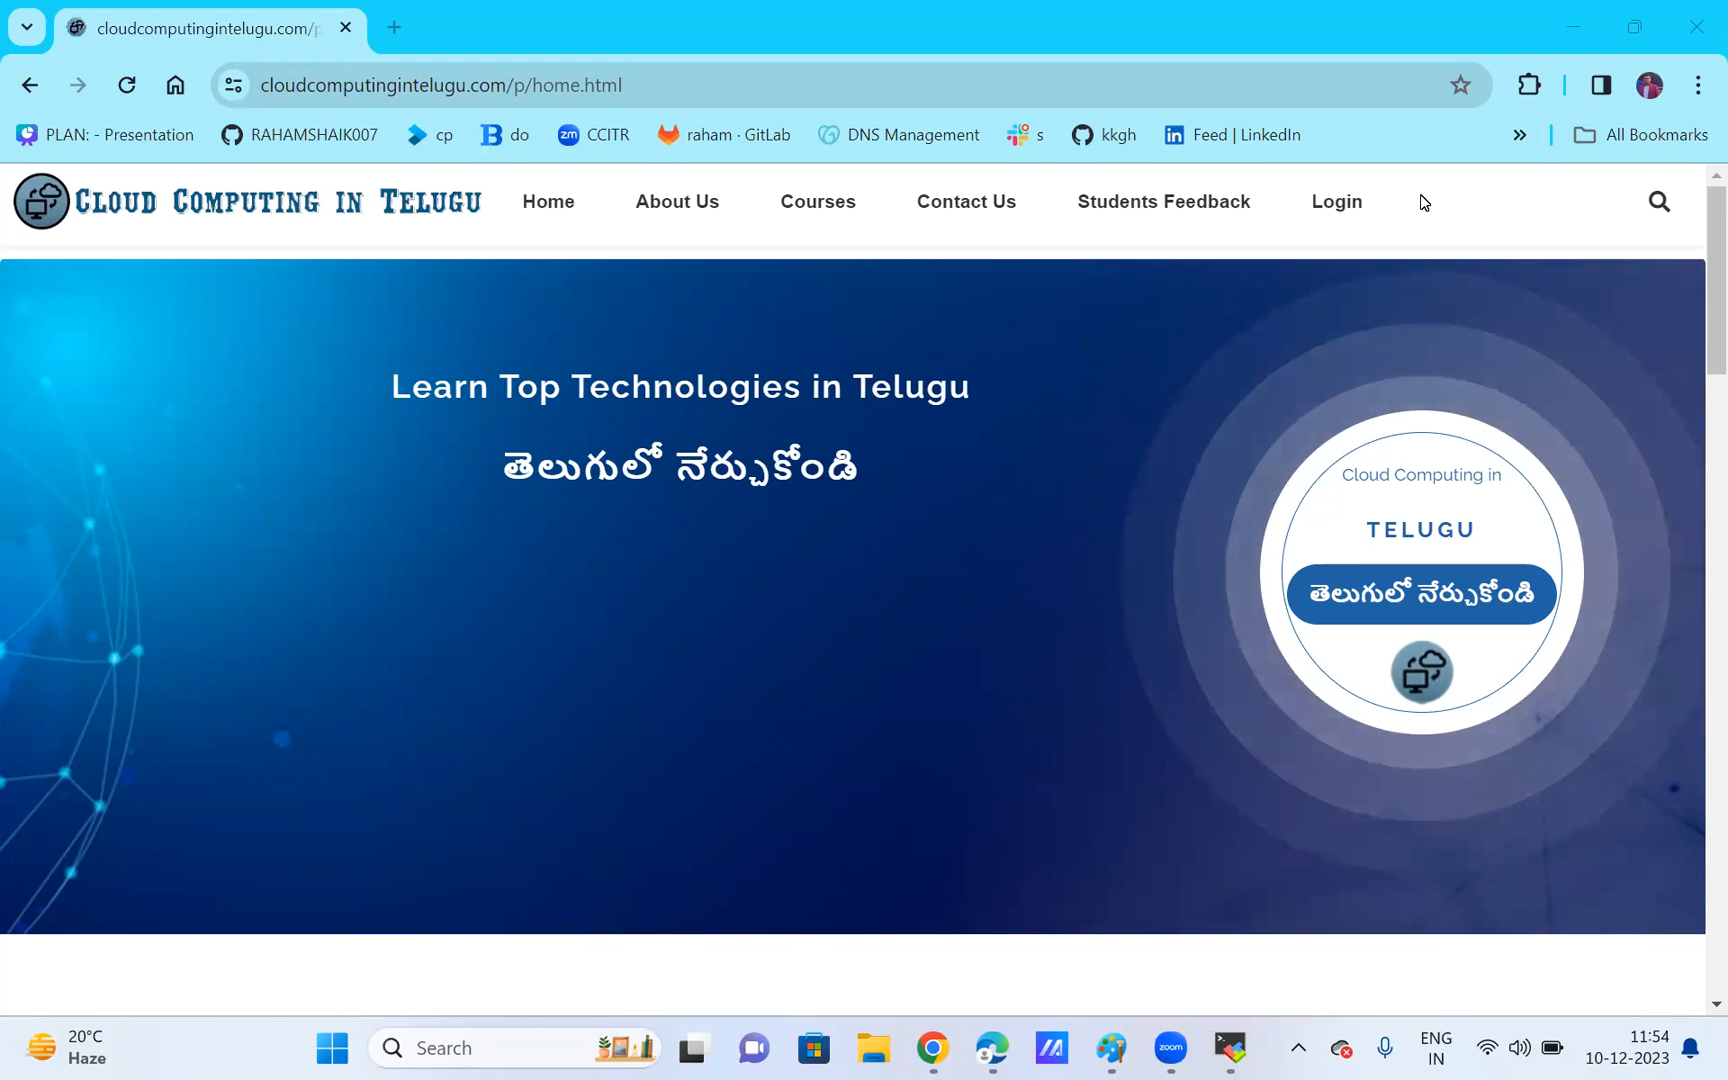 cloudcomputingintelugu.com/p
cloudcomputingintelugu.com/p/home.html
PLAN: - Presentation
RAHAMSHAIK007
cp
do
zm CCITR
raham · GitLab
DNS Management
s
kkgh
Feed | LinkedIn
All Bookmarks
Cloud Computing in Telugu
Home
About Us
Courses
Contact Us
Students Feedback
Login
Learn Top Technologies in Telugu
తెలుగులో నేర్చుకోండి
Cloud Computing in
TELUGU
తెలుగులో నేర్చుకోండి
20°C
Haze
Search
zoom
ENG
IN
11:54
10-12-2023